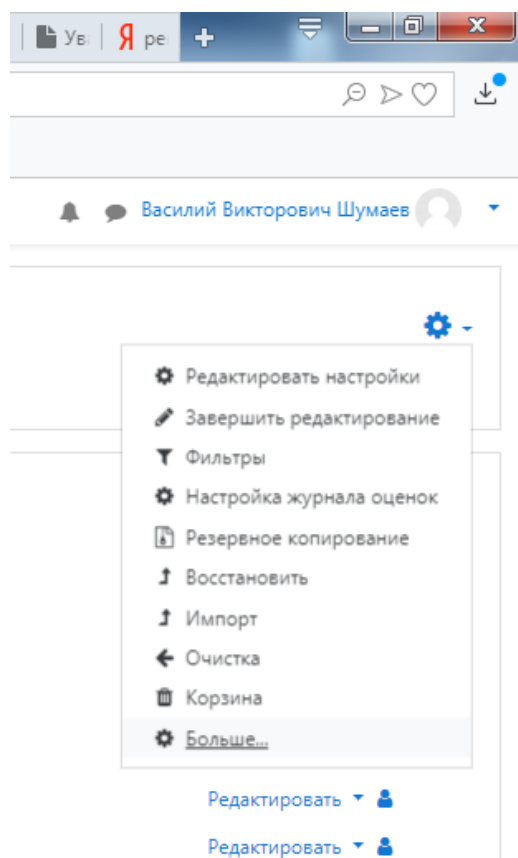 Ув
Я ре
Василий Викторович Шумаев
Редактировать настройки
Завершить редактирование
Фильтры
Настройка журнала оценок
Резервное копирование
Восстановить
Импорт
Очистка
Корзина
Больше...
Редактировать
Редактировать